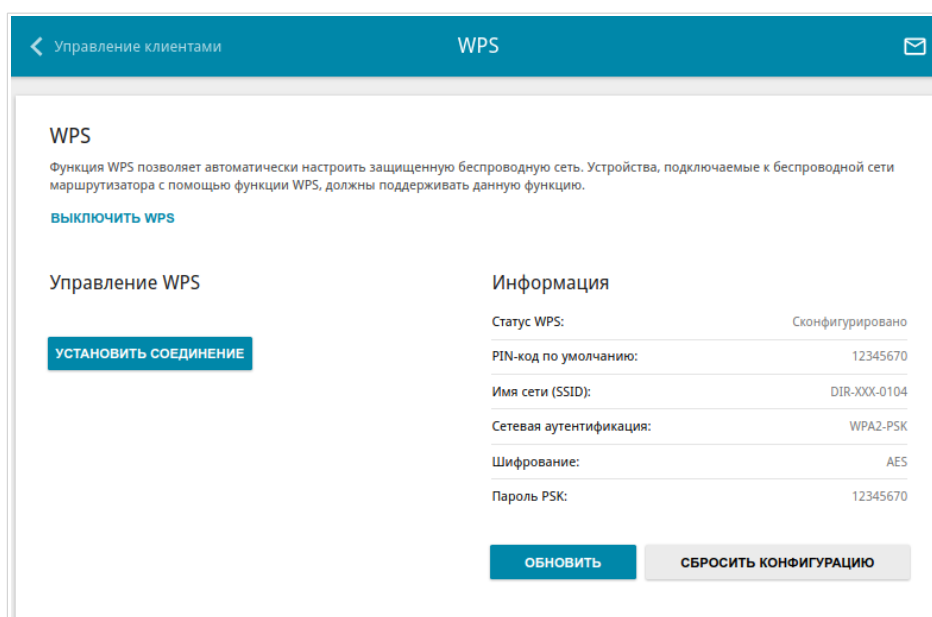 Управление клиентами
WPS
WPS
Функция WPS позволяет автоматически настроить защищенную беспроводную сеть. Устройства, подключаемые к беспроводной сети
маршрутизатора с помощью функции WPS, должны поддерживать данную функцию.
ВЫКЛЮЧИТЬ WPS
Управление WPS
УСТАНОВИТЬ СОЕДИНЕНИЕ
Информация
Статус WPS: Сконфигурировано
PIN-код по умолчанию: 12345670
Имя сети (SSID): DIR-XXX-0104
Сетевая аутентификация: WPA2-PSK
Шифрование: AES
Пароль PSK: 12345670
ОБНОВИТЬ СБРОСИТЬ КОНФИГУРАЦИЮ